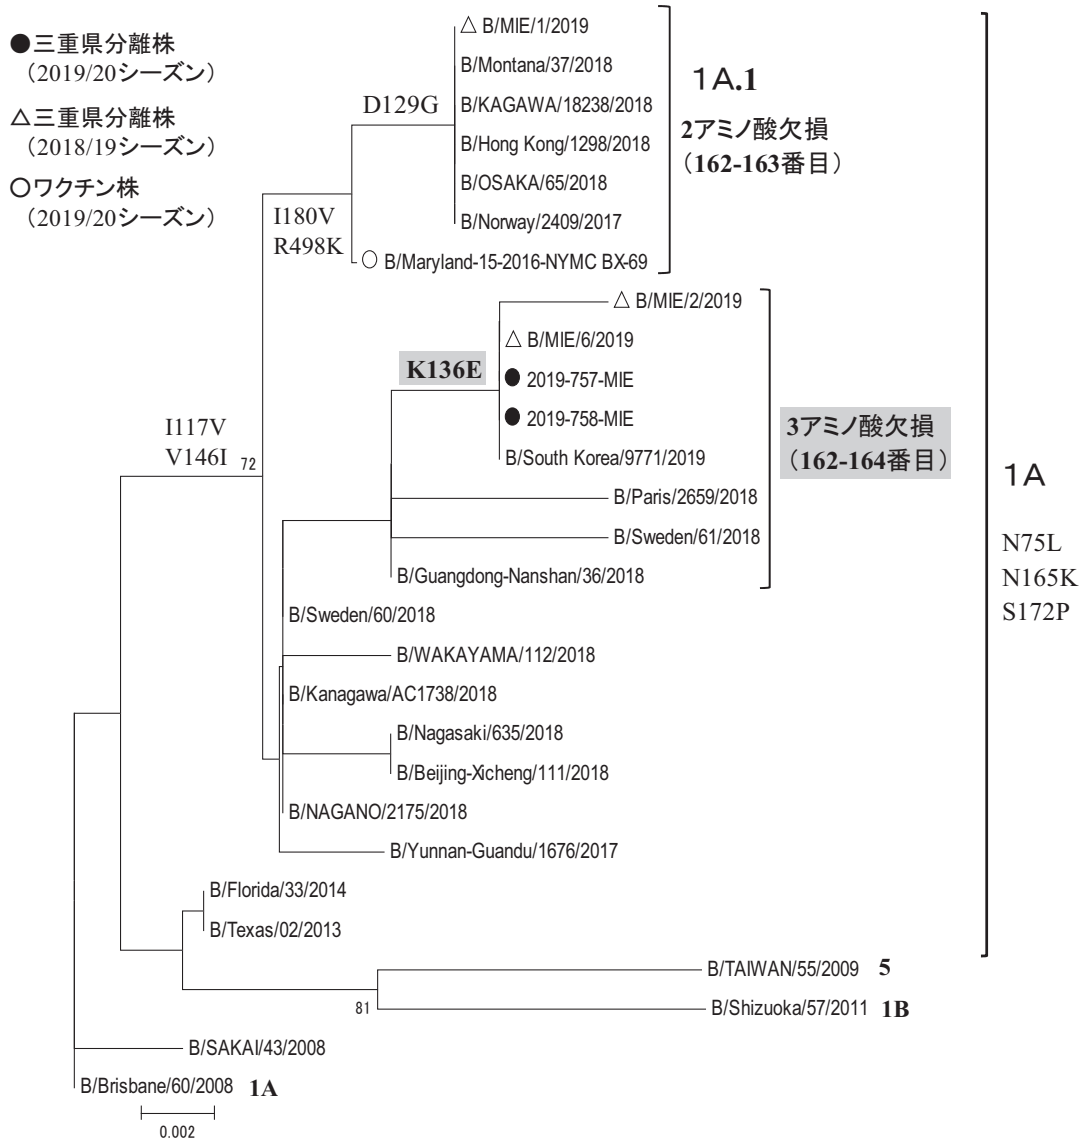 ●三重県分離株
（2019/20シーズン）
△三重県分離株
（2018/19シーズン）
○ワクチン株
（2019/20シーズン）
△ B/MIE/1/2019
B/Montana/37/2018
B/KAGAWA/18238/2018
B/Hong Kong/1298/2018
B/OSAKA/65/2018
B/Norway/2409/2017
○ B/Maryland-15-2016-NYMC BX-69
D129G
I180V
R498K
1A.1
2アミノ酸欠損
（162-163番目）
△ B/MIE/2/2019
△ B/MIE/6/2019
● 2019-757-MIE
● 2019-758-MIE
B/South Korea/9771/2019
B/Paris/2659/2018
B/Sweden/61/2018
B/Guangdong-Nanshan/36/2018
K136E
3アミノ酸欠損
（162-164番目）
I117V
V146I
72
B/Sweden/60/2018
B/WAKAYAMA/112/2018
B/Kanagawa/AC1738/2018
B/Nagasaki/635/2018
B/Beijing-Xicheng/111/2018
B/NAGANO/2175/2018
B/Yunnan-Guandu/1676/2017
B/Florida/33/2014
B/Texas/02/2013
1A
N75L
N165K
S172P
B/TAIWAN/55/2009 5
81
B/Shizuoka/57/2011 1B
B/SAKAI/43/2008
B/Brisbane/60/2008 1A
0.002